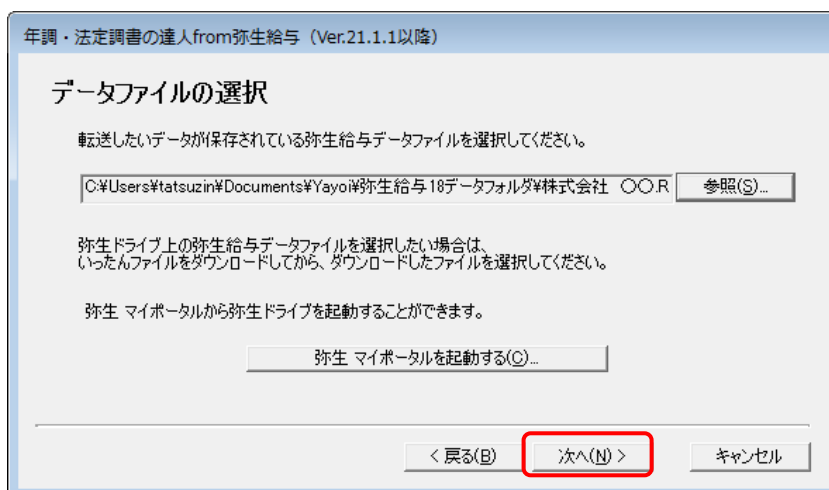 年調・法定調書の達人from弥生給与（Ver.21.1.1以降）
データファイルの選択
転送したいデータが保存されている弥生給与データファイルを選択してください。
C:¥Users¥tatsuzin¥Documents¥Yayoi¥弥生給与18データフォルダ¥株式会社　○○.R
参照(S)...
弥生ドライブ上の弥生給与データファイルを選択したい場合は、
いったんファイルをダウンロードしてから、ダウンロードしたファイルを選択してください。
弥生 マイポータルから弥生ドライブを起動することができます。
弥生 マイポータルを起動する(C)...
< 戻る(B)
次へ(N) >
キャンセル